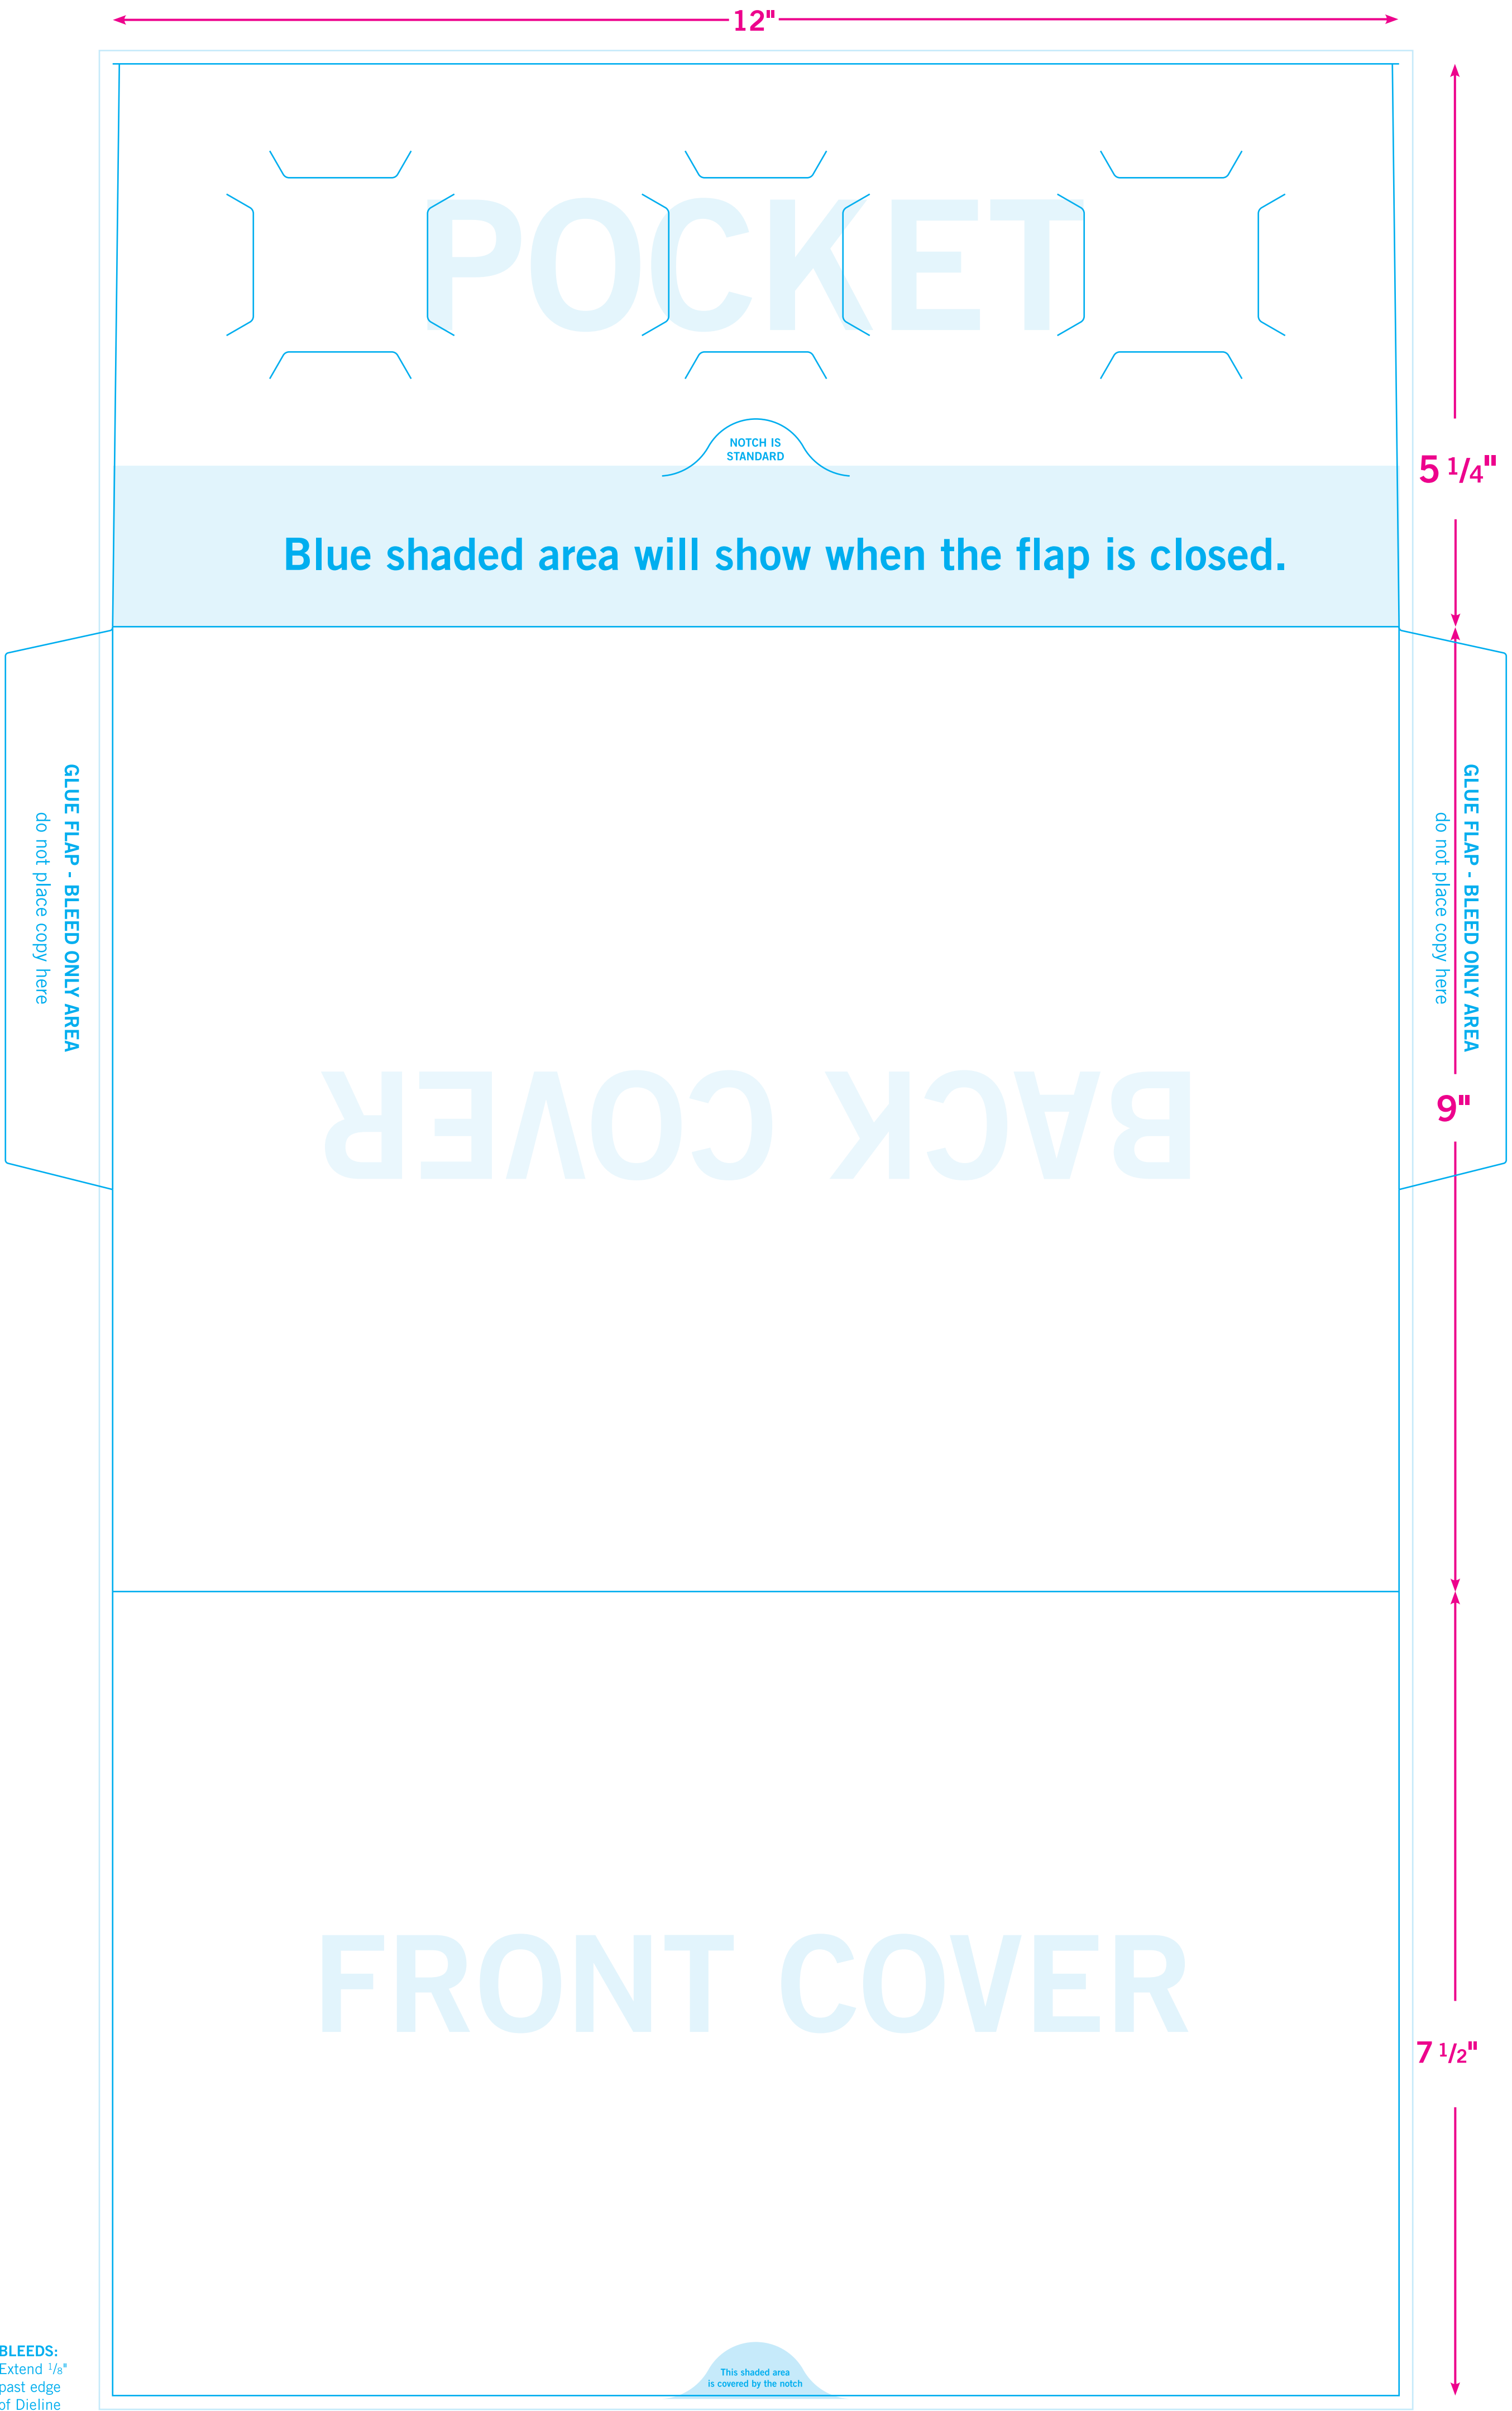 12"
POCKET
NOTCH IS
STANDARD
5 1/4"
Blue shaded area will show when the flap is closed.
GLUE FLAP - BLEED ONLY AREA
do not place copy here
GLUE FLAP - BLEED ONLY AREA
do not place copy here
9"
BACK COVER
FRONT COVER
7 1/2"
BLEEDS:
Extend 1/8"
past edge
of Dieline
This shaded area
is covered by the notch